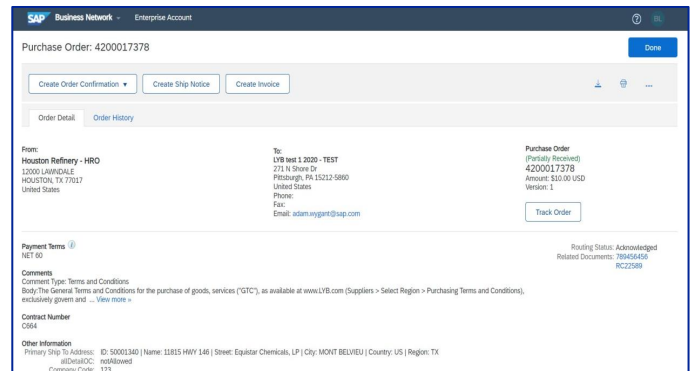 SAP Business Network Enterprise Account
Purchase Order: 4200017378
Done
Create Order Confirmation
Create Ship Notice
Create Invoice
...
Order Detail
Order History
From:
Houston Refinery - HRO
12000 LAWNDALE
HOUSTON, TX 77017
United States
To:
LYB test 1 2020 - TEST
271 N Shore Dr
Pittsburgh, PA 15212-5860
United States
Phone:
Fax:
Email: adam.wygant@sap.com
Purchase Order
(Partially Received)
4200017378
Amount: $10.00 USD
Version: 1
Track Order
Payment Terms
NET 60
Routing Status: Acknowledged
Related Documents: 789456456
RC22589
Comments
Comment Type: Terms and Conditions
Body:The General Terms and Conditions for the purchase of goods, services ("GTC"), as available at www.LYB.com (Suppliers > Select Region > Purchasing Terms and Conditions),
exclusively govern and ... View more »
Contract Number
C664
Other Information
Primary Ship To Address: ID: 50001340 | Name: 11815 HWY 146 | Street: Equistar Chemicals, LP | City: MONT BELVIEU | Country: US | Region: TX
allDetailOC: notAllowed
Company Code: 123